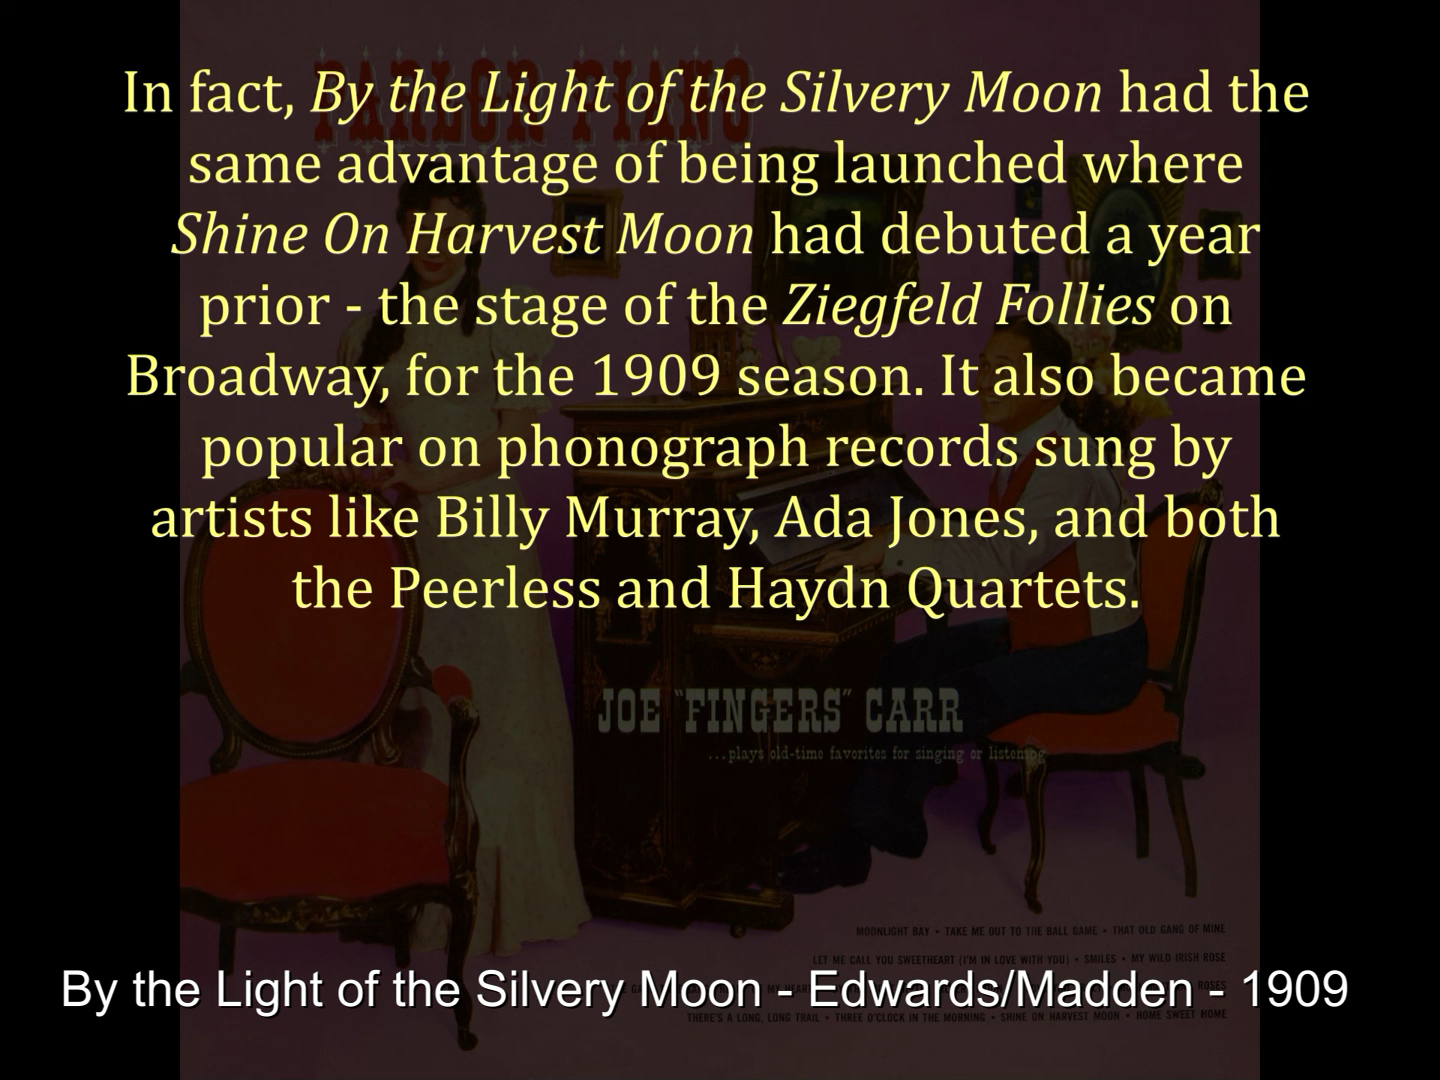 PARLOR PIANO
In fact, By the Light of the Silvery Moon had the
same advantage of being launched where
Shine On Harvest Moon had debuted a year
prior - the stage of the Ziegfeld Follies on
Broadway, for the 1909 season. It also became
popular on phonograph records sung by
artists like Billy Murray, Ada Jones, and both
the Peerless and Haydn Quartets.
JOE "FINGERS" CARR
...plays old-time favorites for singing or listening
MOONLIGHT BAY • TAKE ME OUT TO THE BALL GAME • THAT OLD GANG OF MINE
LET ME CALL YOU SWEETHEART (I'M IN LOVE WITH YOU) • SMILES • MY WILD IRISH ROSE
By the Light of the Silvery Moon - Edwards/Madden - 1909
THERE'S A LONG, LONG TRAIL • THREE O'CLOCK IN THE MORNING • SHINE ON HARVEST MOON • HOME SWEET HOME